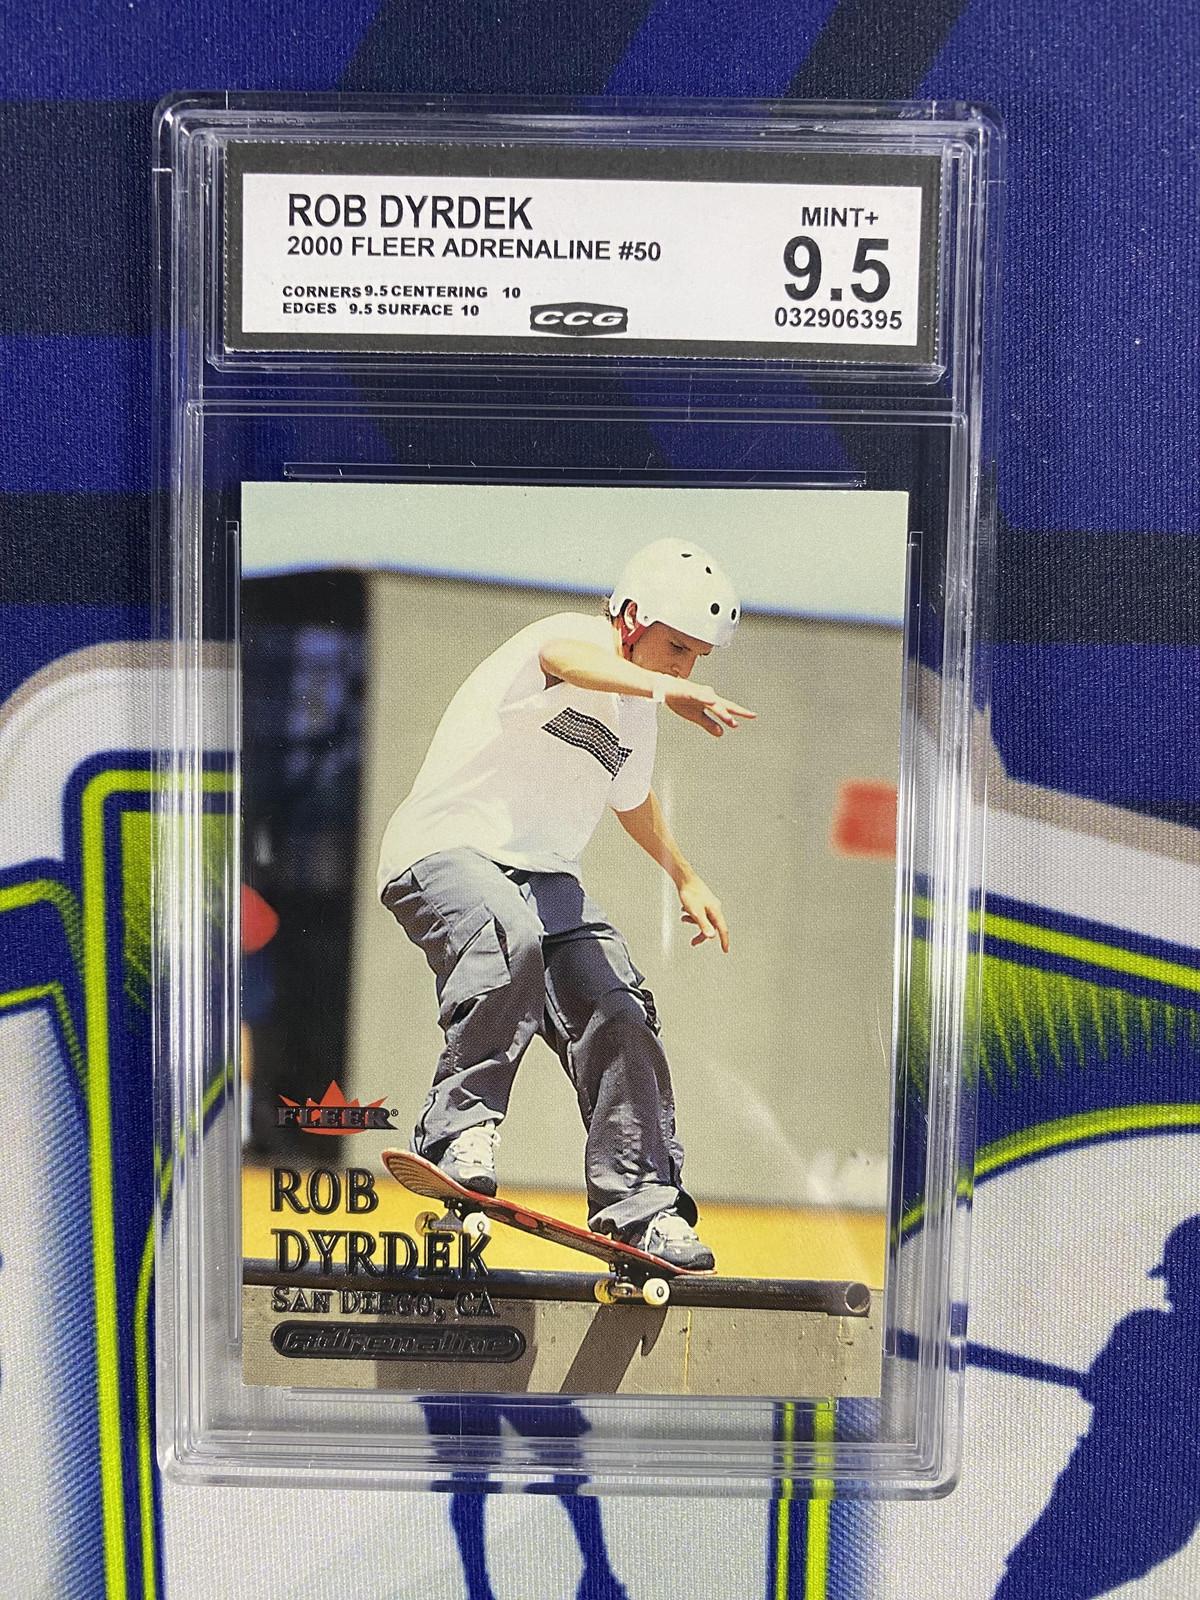 ROB DYRDEK
2000 FLEER ADRENALINE #50
CORNERS 9.5 CENTERING 10
EDGES 9.5 SURFACE 10
CCG
MINT+
9.5
032906395
FLEER®
ROB
DYRDEK
SAN DIEGO, CA
adrenaline